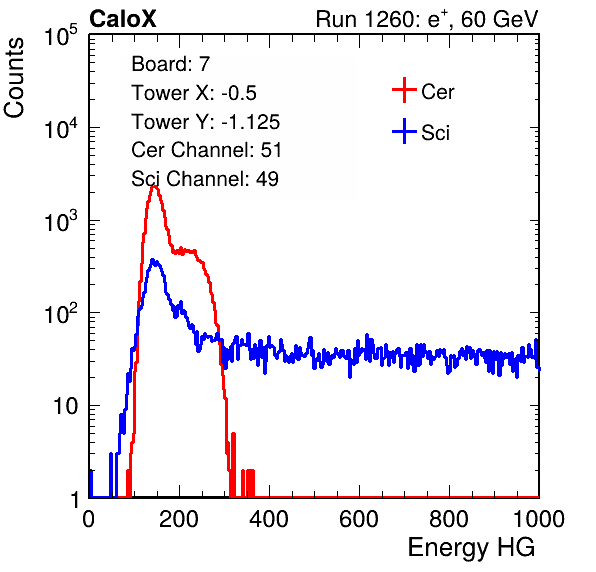 CaloX Run 1260: e⁺, 60 GeV
Counts
Board: 7
Tower X: -0.5
Tower Y: -1.125
Cer Channel: 51
Sci Channel: 49
Cer
Sci
10⁵
10⁴
10³
10²
10
1
0 200 400 600 800 1000
Energy HG